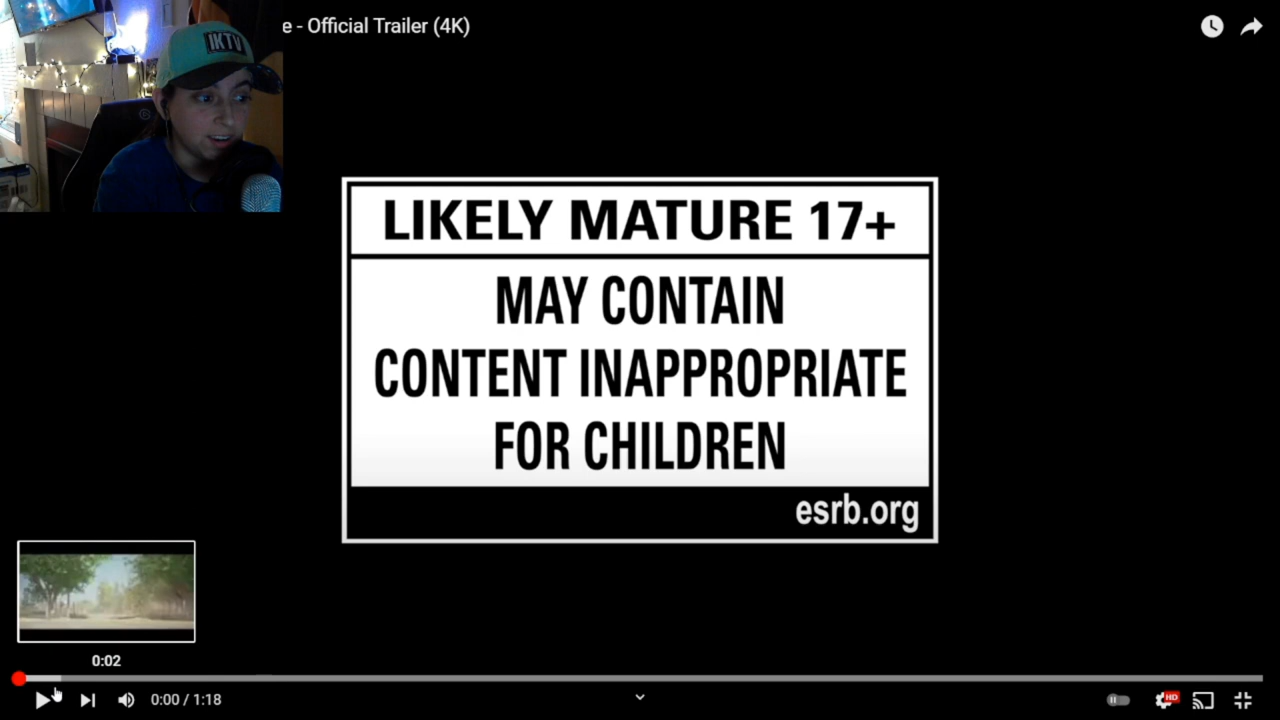 e - Official Trailer (4K)
IKTV
LIKELY MATURE 17+
MAY CONTAIN
CONTENT INAPPROPRIATE
FOR CHILDREN
esrb.org
0:02
0:00 / 1:18
HD